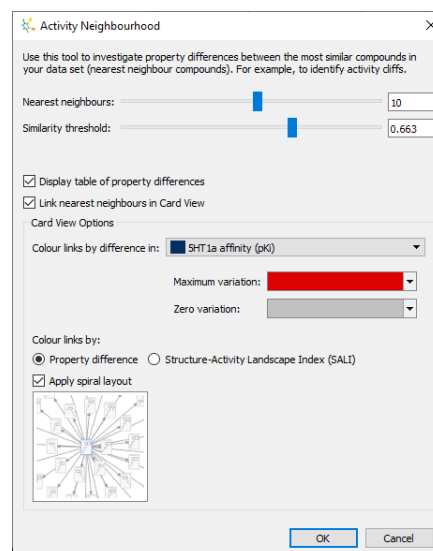 Activity Neighbourhood
Use this tool to investigate property differences between the most similar compounds in
your data set (nearest neighbour compounds). For example, to identify activity cliffs.
Nearest neighbours: 10
Similarity threshold: 0.663
Display table of property differences
Link nearest neighbours in Card View
Card View Options
Colour links by difference in: 5HT1a affinity (pKi)
Maximum variation:
Zero variation:
Colour links by:
Property difference Structure-Activity Landscape Index (SALI)
Apply spiral layout
OK Cancel